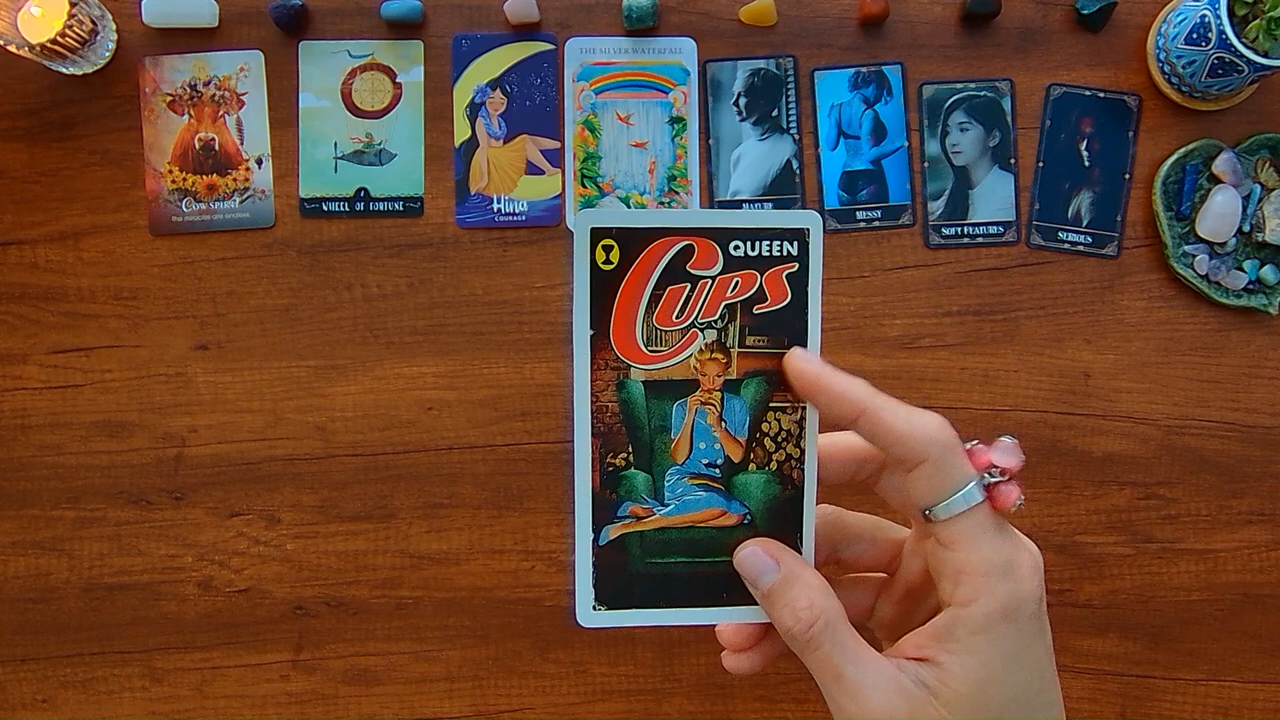 COW SPIRIT
The miracles are endless.
WHEEL OF FORTUNE
Hina
COURAGE
THE SILVER WATERFALL
MATURE
MESSY
SOFT FEATURES
SERIOUS
QUEEN
CUPS